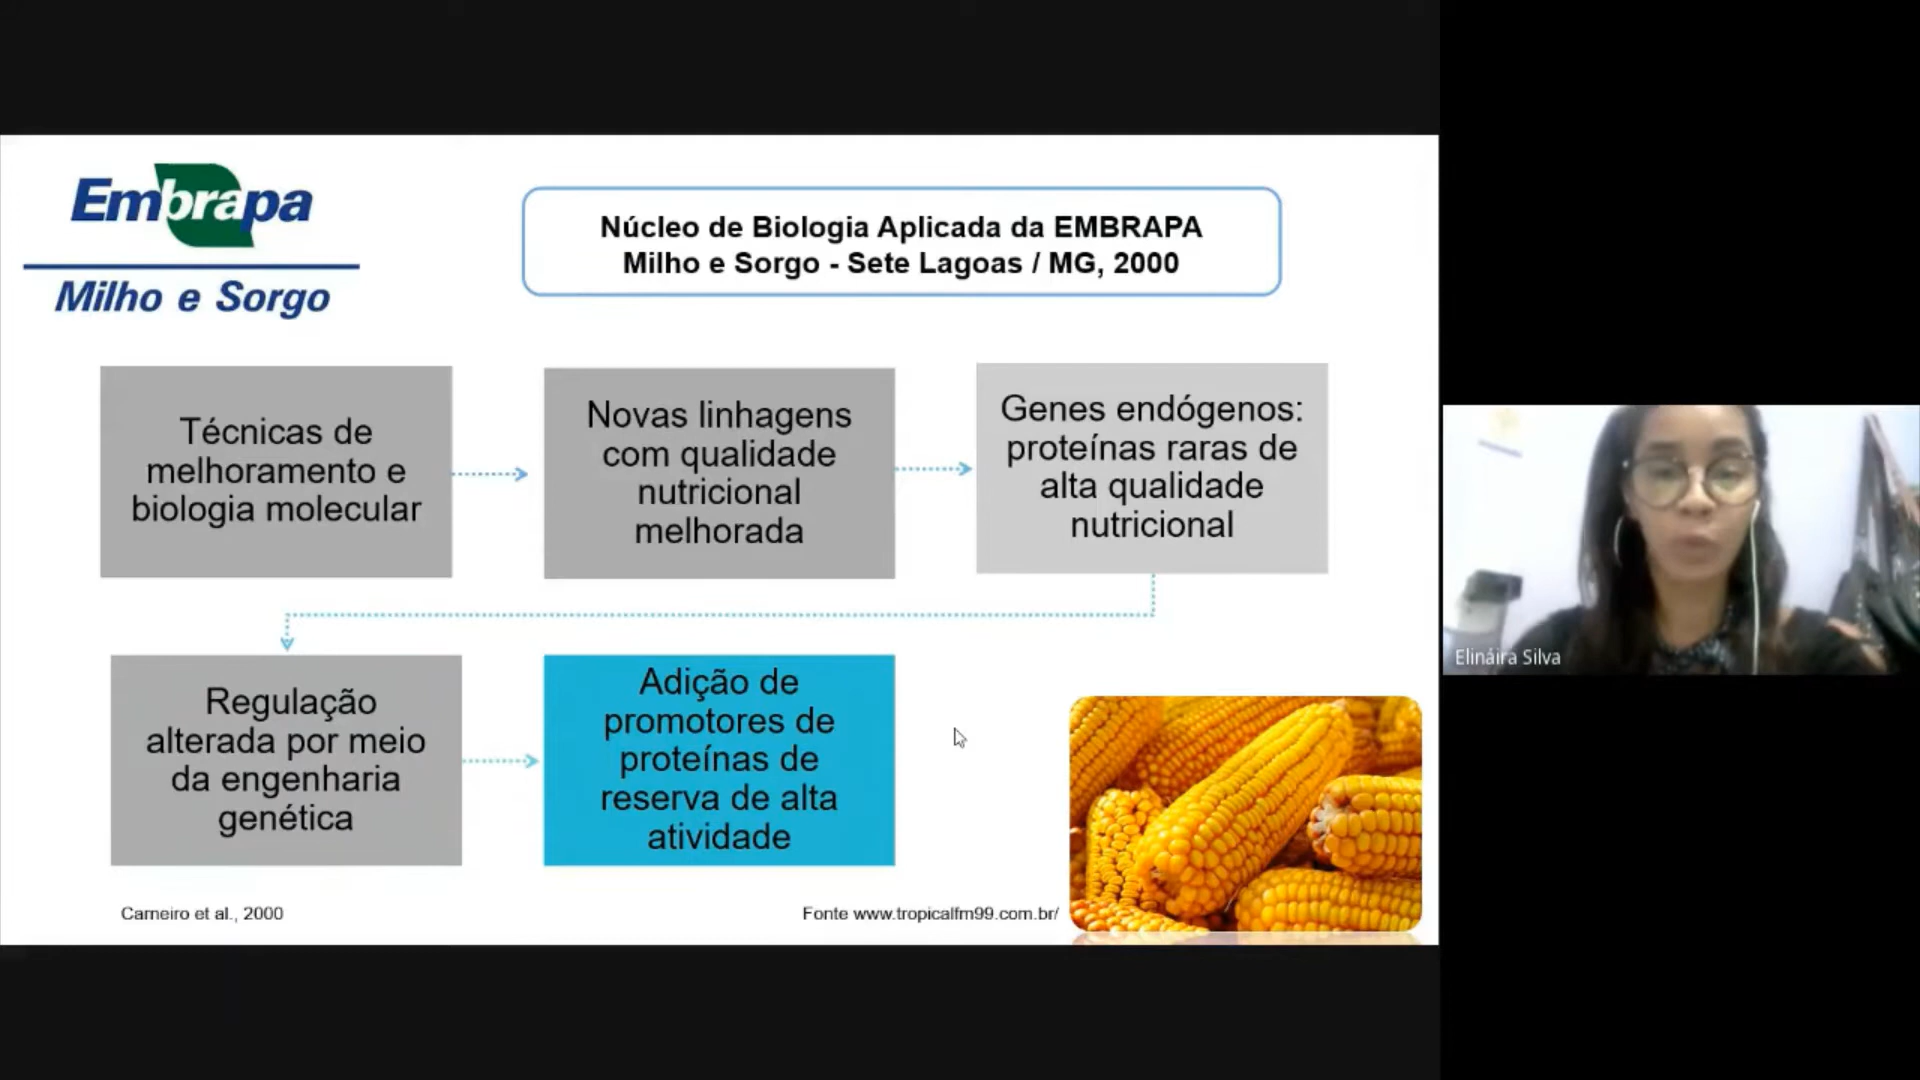 Embrapa
Milho e Sorgo
Núcleo de Biologia Aplicada da EMBRAPA
Milho e Sorgo - Sete Lagoas / MG, 2000
Técnicas de
melhoramento e
biologia molecular
Novas linhagens
com qualidade
nutricional
melhorada
Genes endógenos:
proteínas raras de
alta qualidade
nutricional
Regulação
alterada por meio
da engenharia
genética
Adição de
promotores de
proteínas de
reserva de alta
atividade
Carneiro et al., 2000
Fonte www.tropicalfm99.com.br/
Elináira Silva